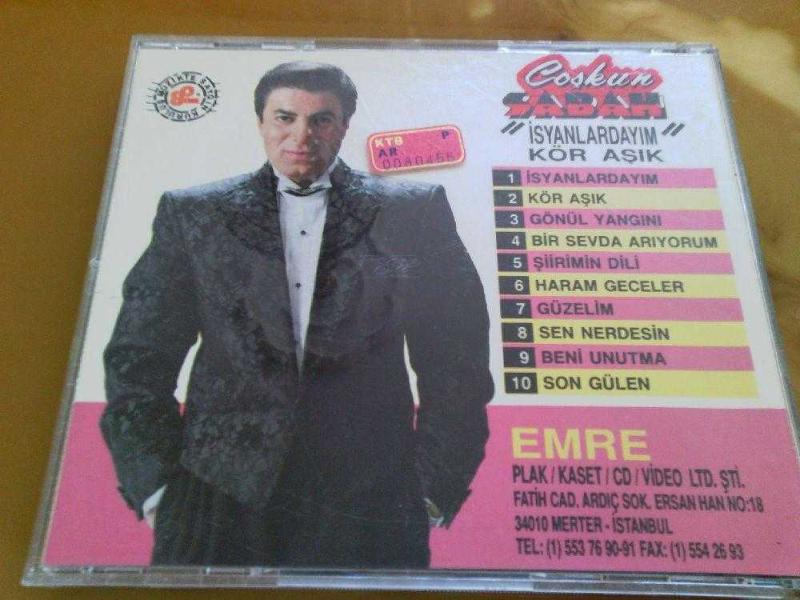 Coşkun
SABAH
"İSYANLARDAYIM"
KÖR AŞIK
1 İSYANLARDAYIM
2 KÖR AŞIK
3 GÖNÜL YANGINI
4 BİR SEVDA ARIYORUM
5 ŞİİRİMİN DİLİ
6 HARAM GECELER
7 GÜZELİM
8 SEN NERDESİN
9 BENİ UNUTMA
10 SON GÜLEN
KTB P
AR
0080456
EMRE
PLAK / KASET / CD / VİDEO LTD. ŞTİ.
FATİH CAD. ARDIÇ SOK. ERSAN HAN NO:18
34010 MERTER - İSTANBUL
TEL: (1) 553 76 90-91 FAX: (1) 554 26 93